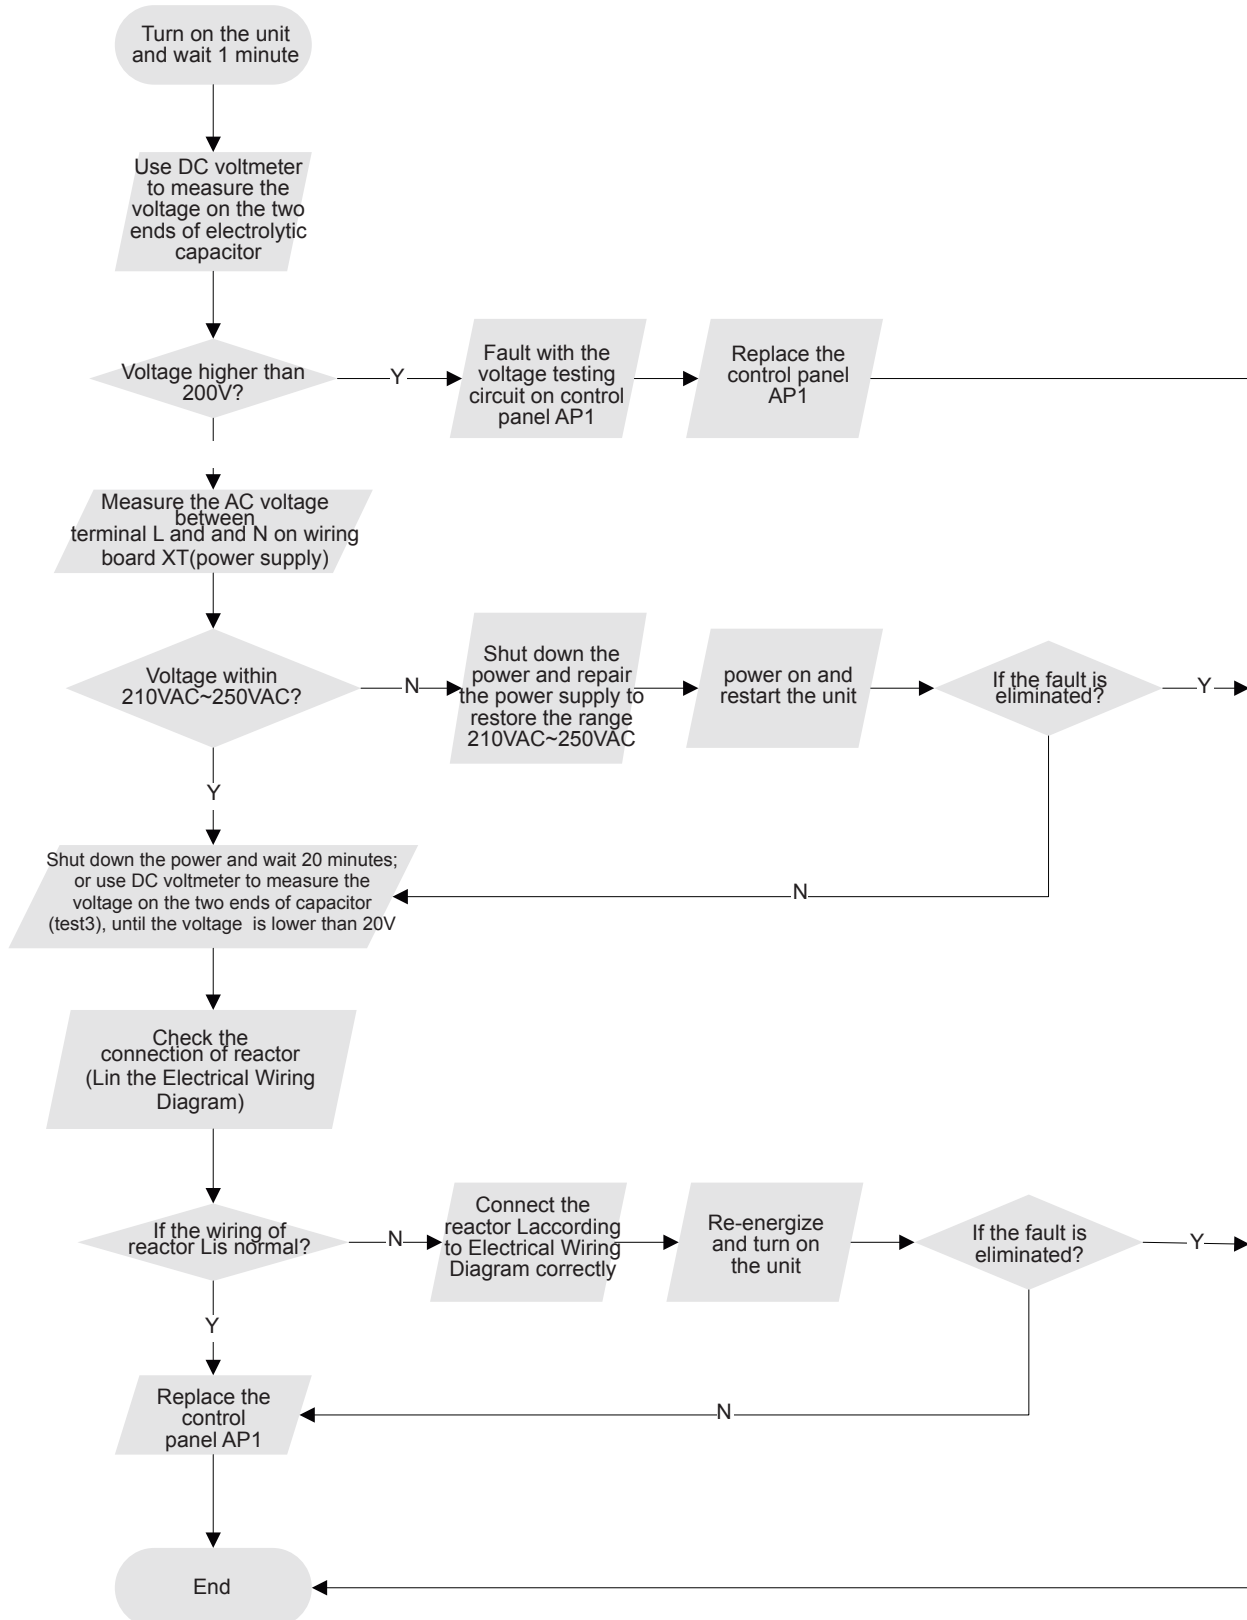 Turn on the unit
and wait 1 minute
Use DC voltmeter
to measure the
voltage on the two
ends of electrolytic
capacitor
Voltage higher than
200V?
Y
Fault with the
voltage testing
circuit on control
panel AP1
Replace the
control panel
AP1
Measure the AC voltage
between
terminal L and and N on wiring
board XT(power supply)
Voltage within
210VAC~250VAC?
N
Shut down the
power and repair
the power supply to
restore the range
210VAC~250VAC
power on and
restart the unit
If the fault is
eliminated?
Y
Y
N
Shut down the power and wait 20 minutes;
or use DC voltmeter to measure the
voltage on the two ends of capacitor
(test3), until the voltage is lower than 20V
Check the
connection of reactor
(Lin the Electrical Wiring
Diagram)
If the wiring of
reactor Lis normal?
N
Connect the
reactor Laccording
to Electrical Wiring
Diagram correctly
Re-energize
and turn on
the unit
If the fault is
eliminated?
Y
Y
N
Replace the
control
panel AP1
End